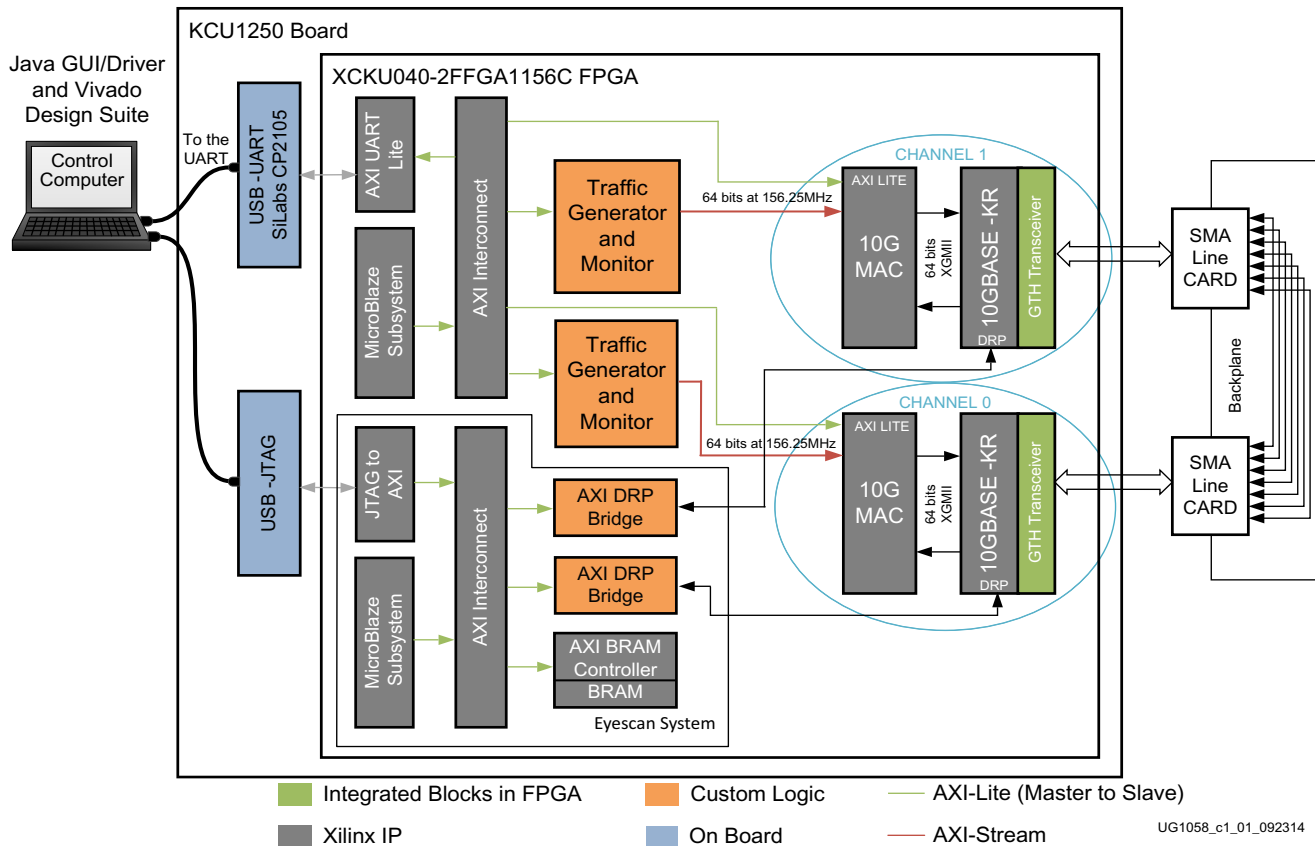 KCU1250 Board
Java GUI/Driver
and Vivado
Design Suite
Control
Computer
To the
UART
USB -UART
SiLabs CP2105
USB -JTAG
XCKU040-2FFGA1156C FPGA
AXI UART
Lite
MicroBlaze
Subsystem
AXI Interconnect
Traffic
Generator
and
Monitor
64 bits at 156.25MHz
Traffic
Generator
and
Monitor
64 bits at 156.25MHz
CHANNEL 1
AXI LITE
10G
MAC
64 bits
XGMII
10GBASE -KR
DRP
GTH Transceiver
CHANNEL 0
AXI LITE
10G
MAC
64 bits
XGMII
10GBASE -KR
DRP
GTH Transceiver
SMA
Line
CARD
Backplane
SMA
Line
CARD
JTAG to
AXI
MicroBlaze
Subsystem
AXI Interconnect
AXI DRP
Bridge
AXI DRP
Bridge
AXI BRAM
Controller
BRAM
Eyescan System
Integrated Blocks in FPGA
Custom Logic
AXI-Lite (Master to Slave)
Xilinx IP
On Board
AXI-Stream
UG1058_c1_01_092314